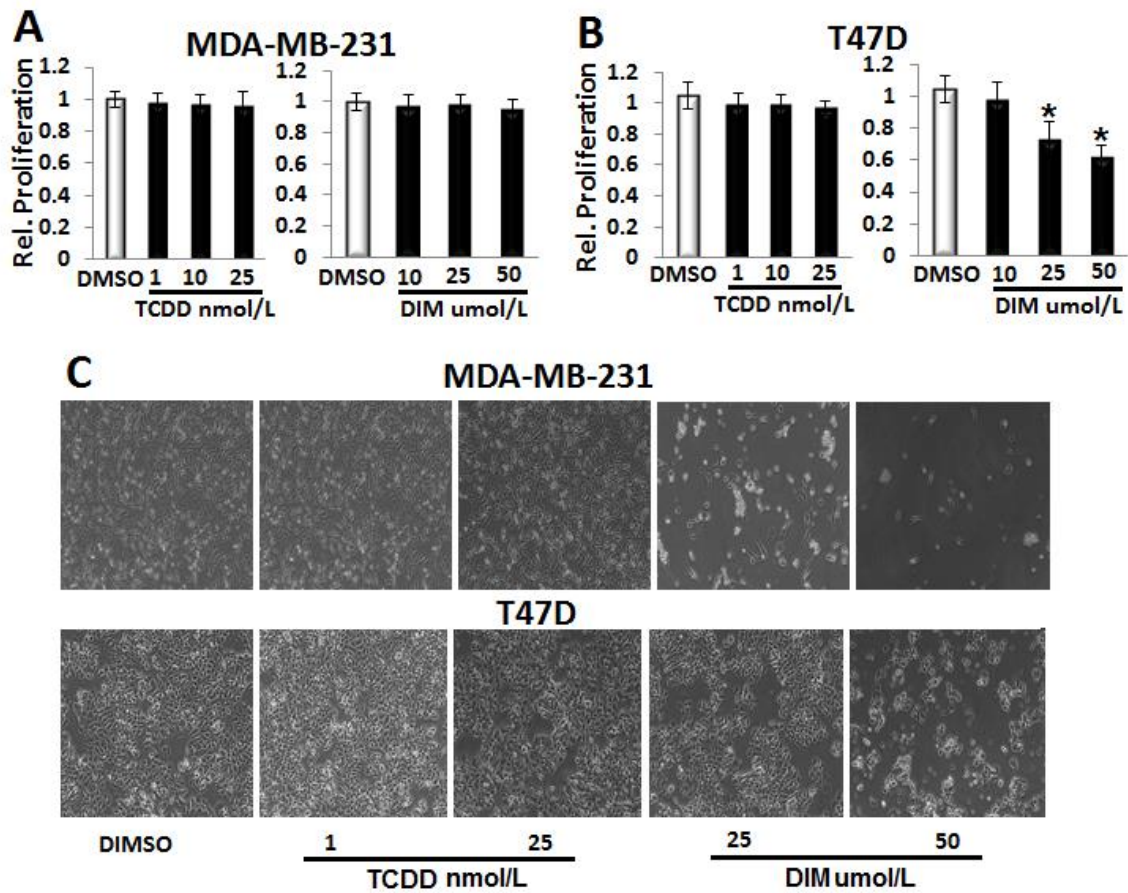 A
MDA-MB-231
Rel. Proliferation
1.2
1
0.8
0.6
0.4
0.2
0
DMSO 1 10 25
TCDD nmol/L
1.2
1
0.8
0.6
0.4
0.2
0
DMSO 10 25 50
DIM umol/L
B
T47D
Rel. Proliferation
1.2
1
0.8
0.6
0.4
0.2
0
DMSO 1 10 25
TCDD nmol/L
1.2
1
0.8
0.6
0.4
0.2
0
* *
DMSO 10 25 50
DIM umol/L
C
MDA-MB-231
T47D
DIMSO 1 25 25 50
TCDD nmol/L DIM umol/L